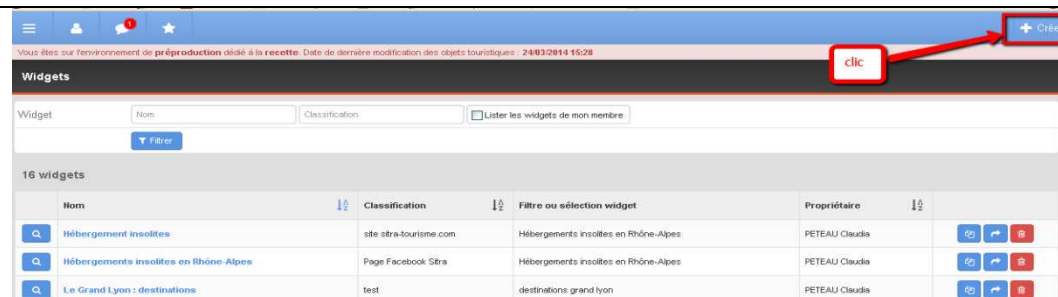 1
+ Crée
Vous êtes sur l'environnement de préproduction dédié à la recette. Date de dernière modification des objets touristiques : 24/03/2014 15:28
clic
Widgets
Widget Nom Classification Lister les widgets de mon membre
Filtrer
16 widgets
Nom Classification Filtre ou sélection widget Propriétaire
Hébergement insolites site sitra-tourisme.com Hébergements insolites en Rhône-Alpes PETEAU Claudia
Hébergements insolites en Rhône-Alpes Page Facebook Sitra Hébergements insolites en Rhône-Alpes PETEAU Claudia
Le Grand Lyon : destinations test destinations grand lyon PETEAU Claudia